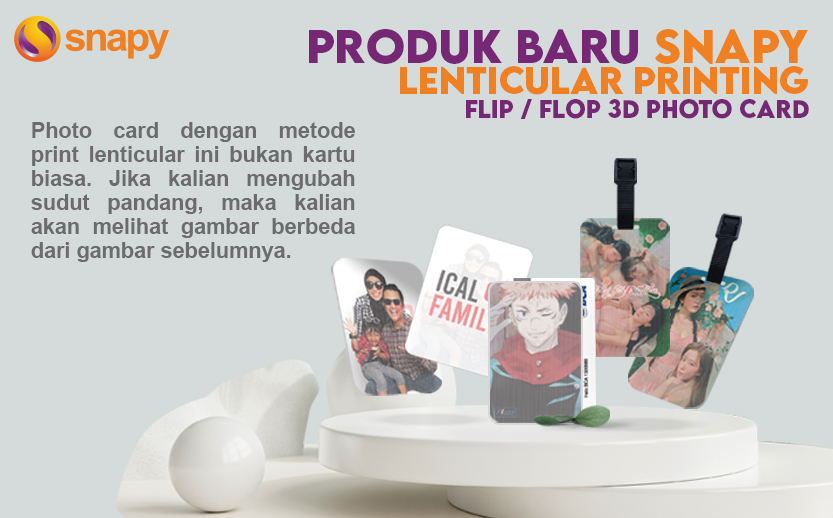 snapy
PRODUK BARU SNAPY
LENTICULAR PRINTING
FLIP / FLOP 3D PHOTO CARD
Photo card dengan metode
print lenticular ini bukan kartu
biasa. Jika kalian mengubah
sudut pandang, maka kalian
akan melihat gambar berbeda
dari gambar sebelumnya.
ICAL
FAMIL
BCA